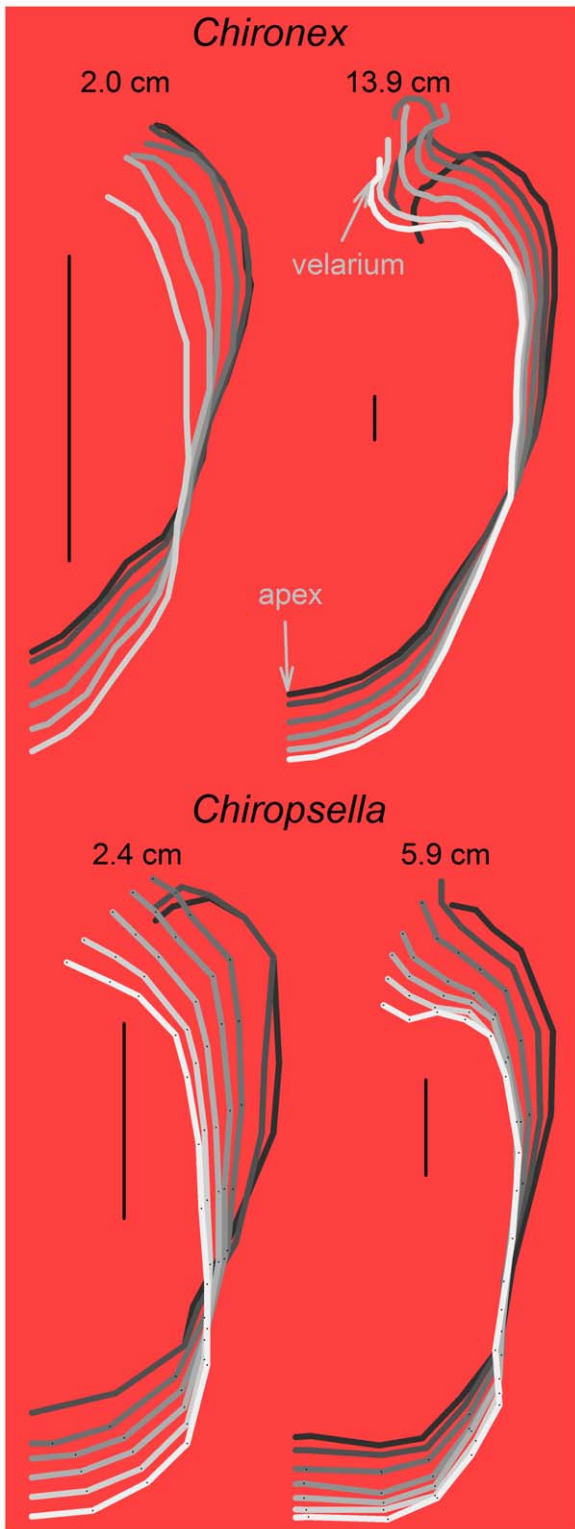 Chironex
2.0 cm 13.9 cm
velarium
apex
Chiropsella
2.4 cm 5.9 cm